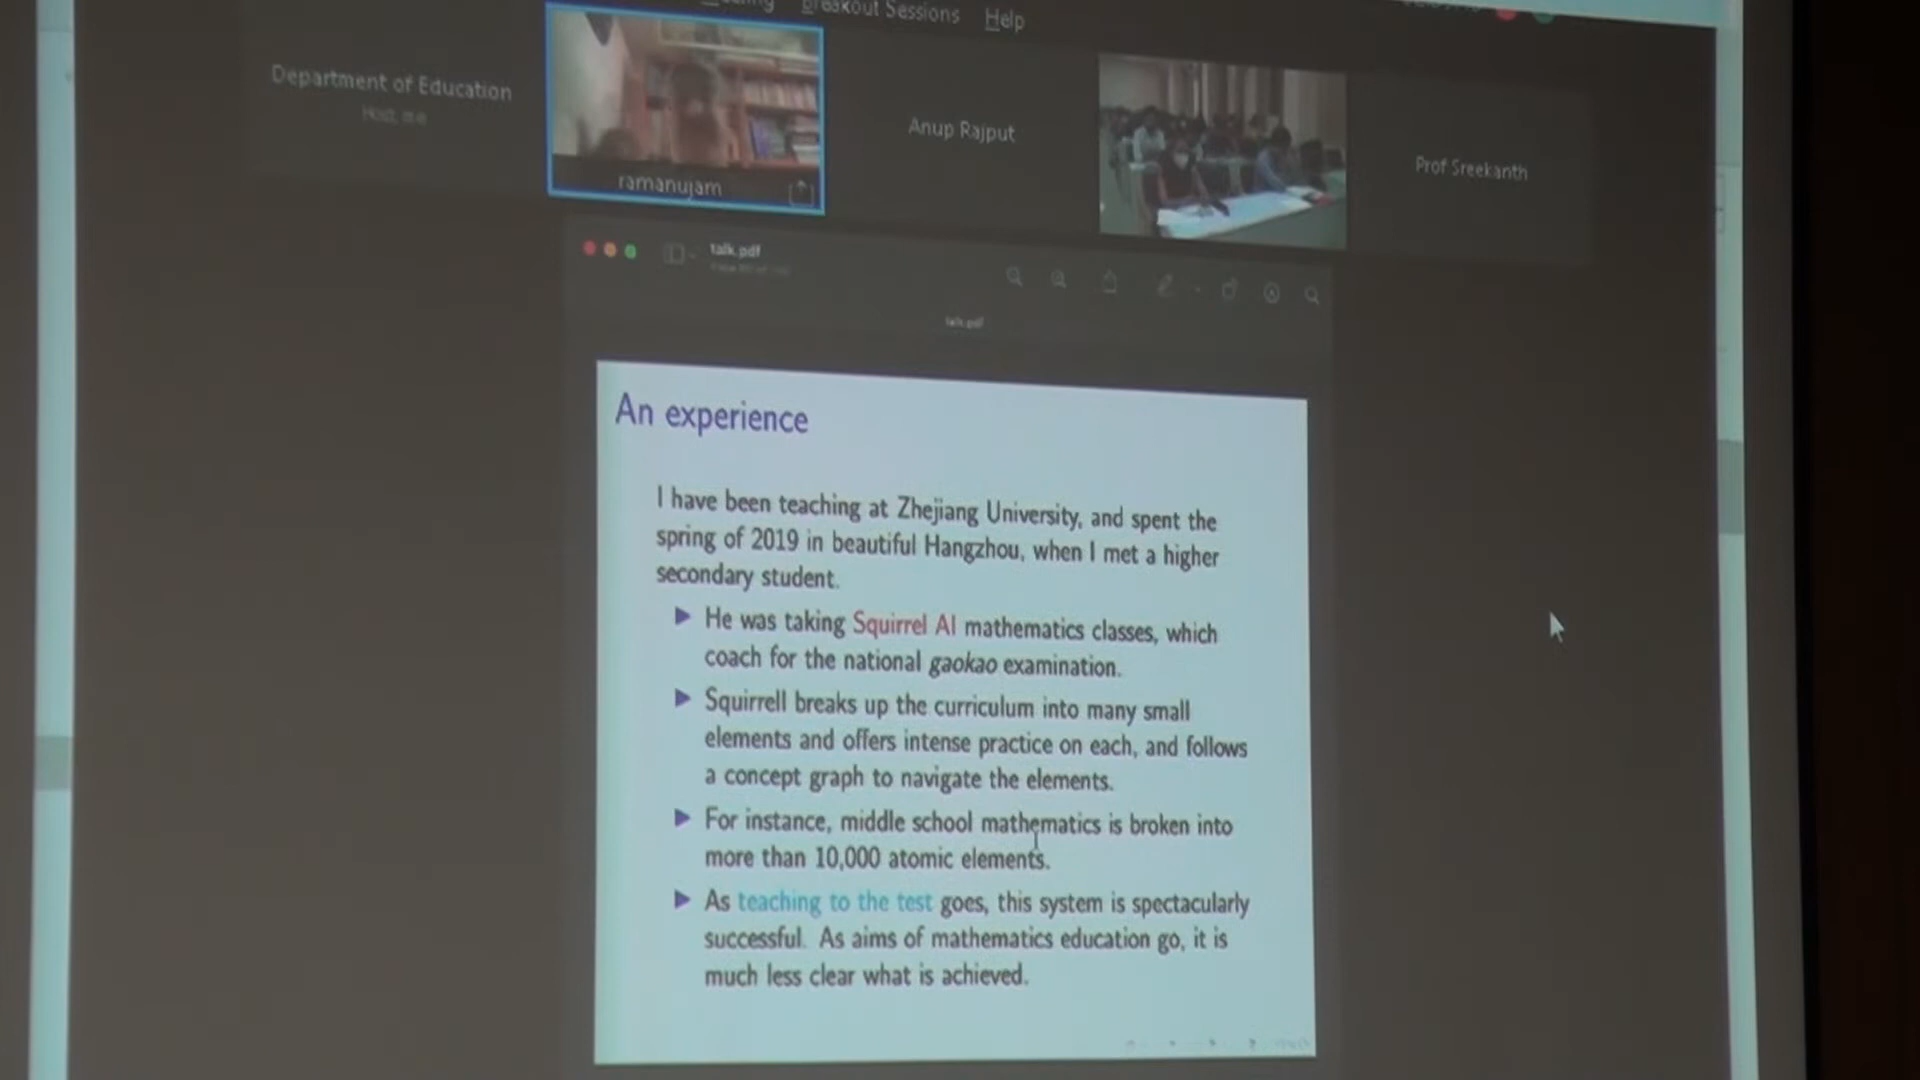 Breakout Sessions
Help
Department of Education
Host, me
ramanujam
Anup Rajput
Prof Sreekanth
talk.pdf
talk.pdf
An experience
I have been teaching at Zhejiang University, and spent the
spring of 2019 in beautiful Hangzhou, when I met a higher
secondary student.
▶ He was taking Squirrel AI mathematics classes, which
coach for the national gaokao examination.
▶ Squirrell breaks up the curriculum into many small
elements and offers intense practice on each, and follows
a concept graph to navigate the elements.
▶ For instance, middle school mathematics is broken into
more than 10,000 atomic elements.
▶ As teaching to the test goes, this system is spectacularly
successful. As aims of mathematics education go, it is
much less clear what is achieved.